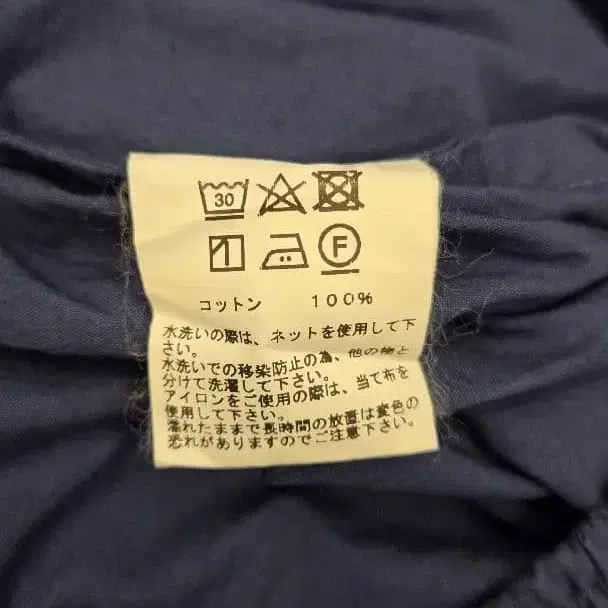 30
F
コットン 100%
水洗いの際は、ネットを使用して下
さい。
水洗いでの移染防止の為、他の物と
分けて洗濯して下さい。
アイロンをご使用の際は、当て布を
使用して下さい。
濡れたままで長時間の放置は変色の
恐れがありますのでご注意下さい。